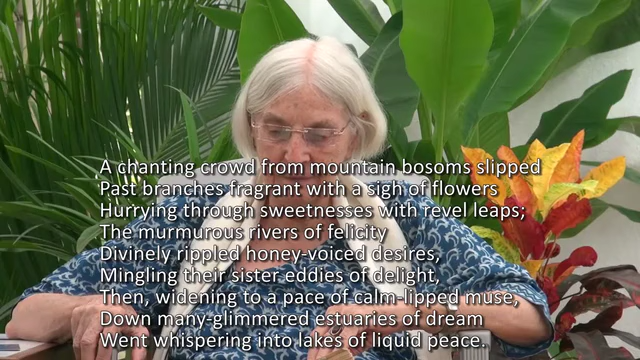 A chanting crowd from mountain bosoms slipped
Past branches fragrant with a sigh of flowers
Hurrying through sweetnesses with revel leaps;
The murmurous rivers of felicity
Divinely rippled honey-voiced desires,
Mingling their sister eddies of delight,
Then, widening to a pace of calm-lipped muse,
Down many-glimmered estuaries of dream
Went whispering into lakes of liquid peace.